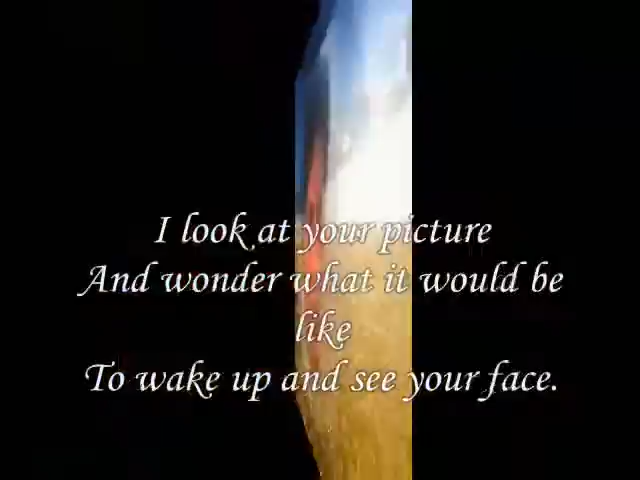 I look at your picture
And wonder what it would be
like
To wake up and see your face.